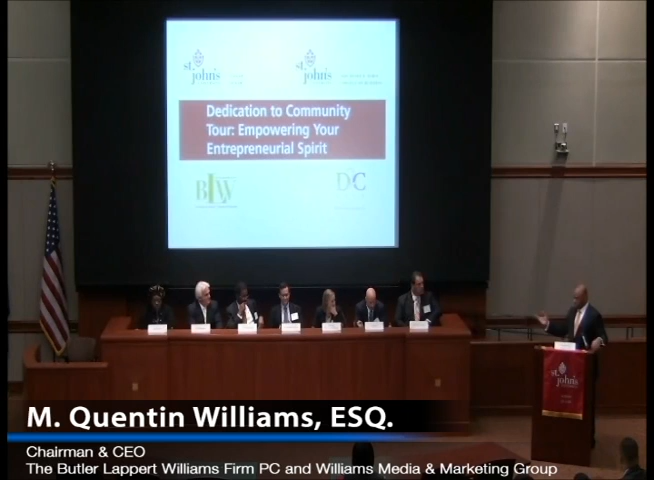 st.
john's
st.
john's
Dedication to Community
Tour: Empowering Your
Entrepreneurial Spirit
BLW
DC
st.
john's
M. Quentin Williams, ESQ.
Chairman & CEO
The Butler Lappert Williams Firm PC and Williams Media & Marketing Group